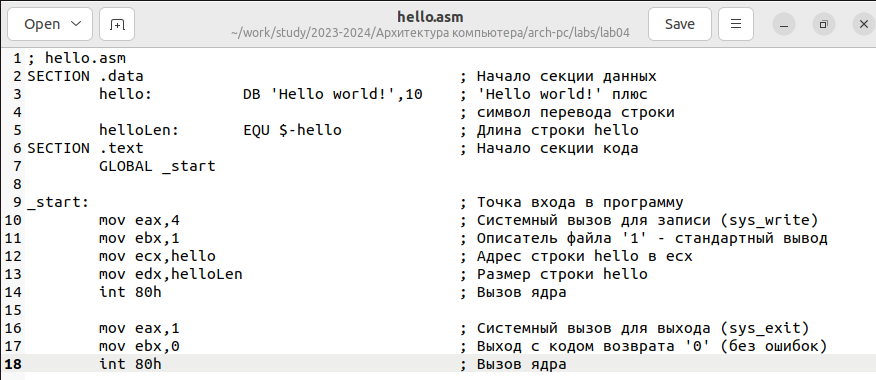 Open
hello.asm
~/work/study/2023-2024/Архитектура компьютера/arch-pc/labs/lab04
Save
1 ; hello.asm
2 SECTION .data ; Начало секции данных
3 hello: DB 'Hello world!',10 ; 'Hello world!' плюс
4 ; символ перевода строки
5 helloLen: EQU $-hello ; Длина строки hello
6 SECTION .text ; Начало секции кода
7 GLOBAL _start
8
9 _start: ; Точка входа в программу
10 mov eax,4 ; Системный вызов для записи (sys_write)
11 mov ebx,1 ; Описатель файла '1' - стандартный вывод
12 mov ecx,hello ; Адрес строки hello в ecx
13 mov edx,helloLen ; Размер строки hello
14 int 80h ; Вызов ядра
15
16 mov eax,1 ; Системный вызов для выхода (sys_exit)
17 mov ebx,0 ; Выход с кодом возврата '0' (без ошибок)
18 int 80h ; Вызов ядра